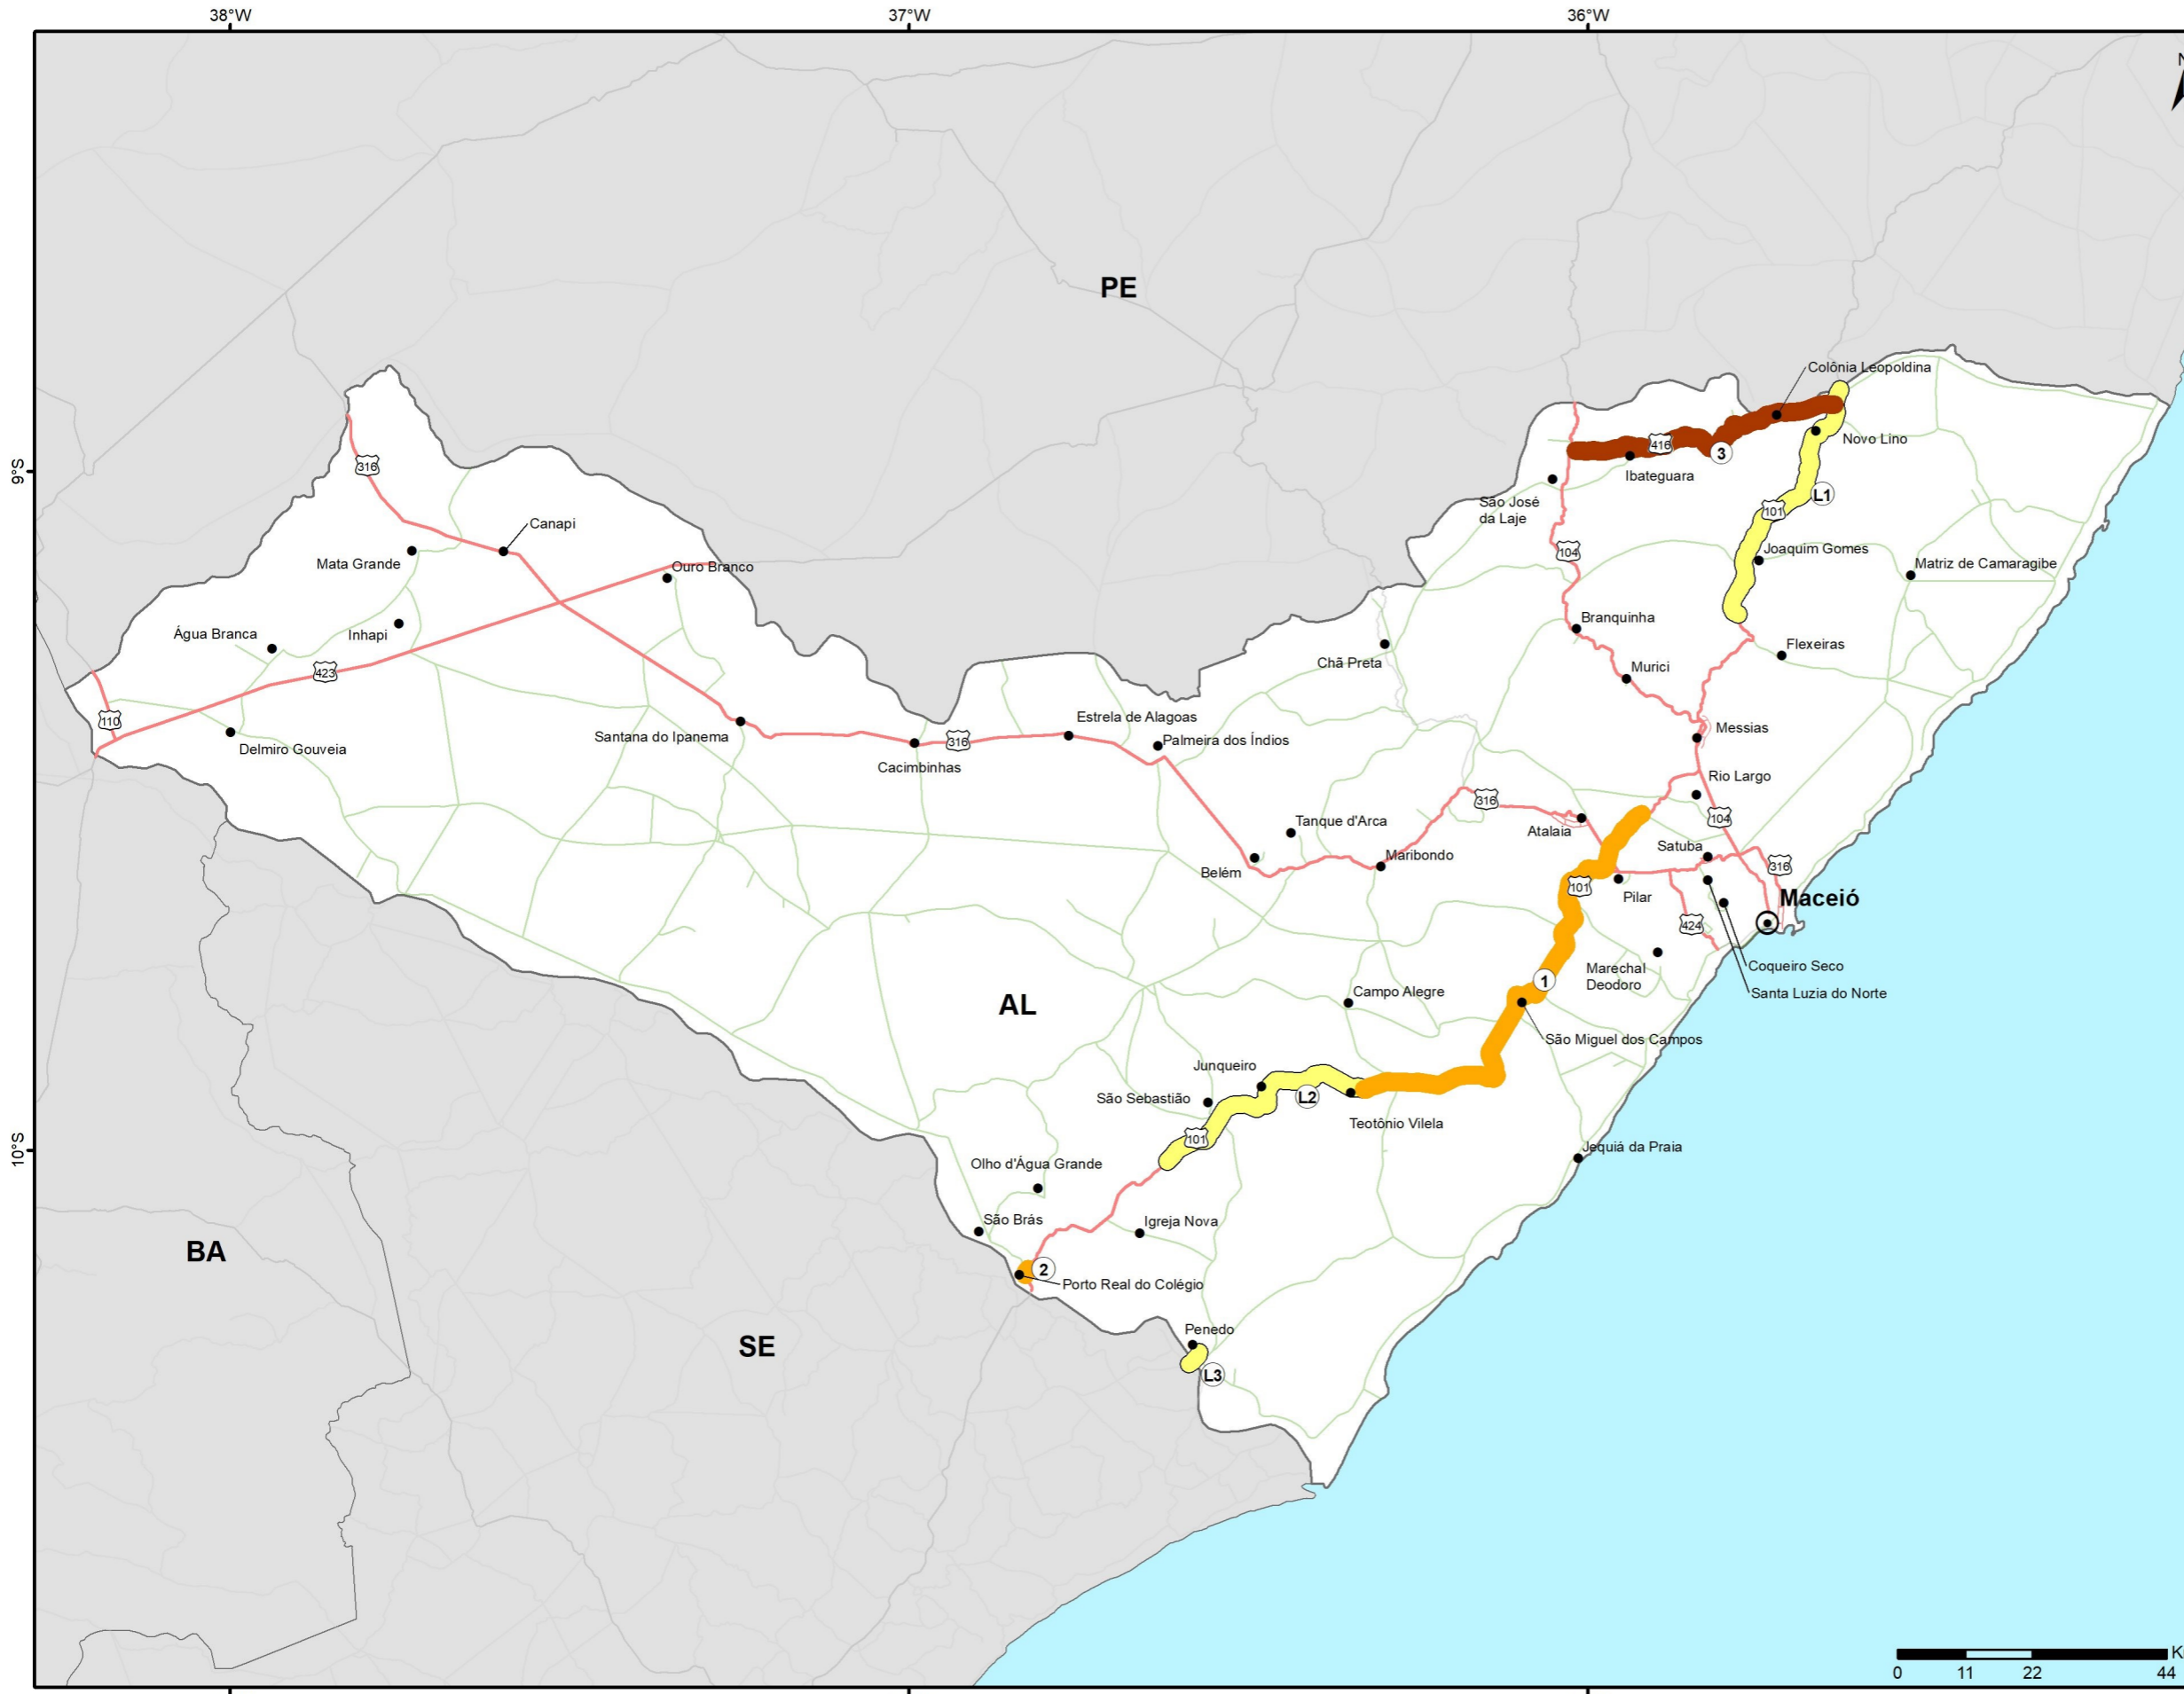 38°W
37°W
36°W
N
PE
Colônia Leopoldina
Novo Lino
416
3
9°S
316
Ibateguara
São José
da Laje
L1
101
Canapi
104
Joaquim Gomes
Mata Grande
Matriz de Camaragibe
Ouro Branco
Branquinha
Água Branca
Inhapi
Flexeiras
Chã Preta
423
Murici
110
Estrela de Alagoas
Messias
Santana do Ipanema
316
Palmeira dos Índios
Delmiro Gouveia
Cacimbinhas
Rio Largo
316
104
Tanque d'Arca
Atalaia
Satuba
Maribondo
316
Belém
101
Pilar
Maceió
424
Marechal
Deodoro
Coqueiro Seco
1
Campo Alegre
Santa Luzia do Norte
AL
São Miguel dos Campos
Junqueiro
São Sebastião
L2
Teotônio Vilela
101
10°S
Jequiá da Praia
Olho d'Água Grande
São Brás
Igreja Nova
BA
2
Porto Real do Colégio
Penedo
SE
L3
0
11
22
44